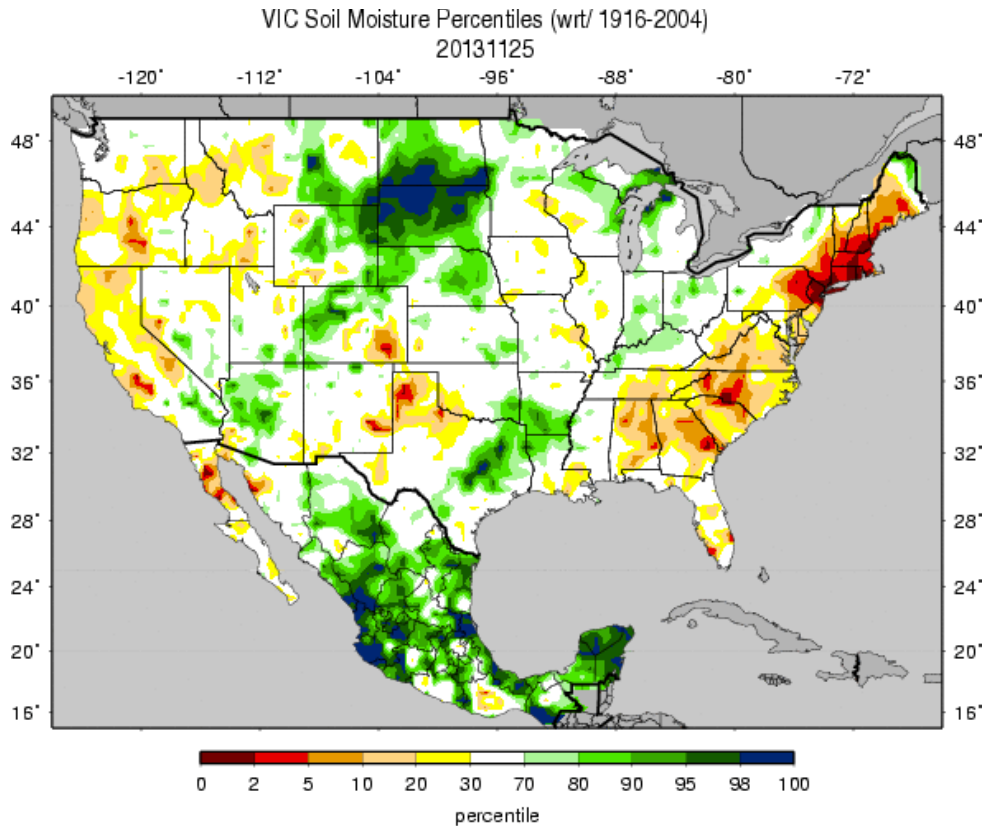 VIC Soil Moisture Percentiles (wrt/ 1916-2004)
20131125
-120˚ -112˚ -104˚ -96˚ -88˚ -80˚ -72˚
48˚ 48˚
44˚ 44˚
40˚ 40˚
36˚ 36˚
32˚ 32˚
28˚ 28˚
24˚ 24˚
20˚ 20˚
16˚ 16˚
0 2 5 10 20 30 70 80 90 95 98 100
percentile